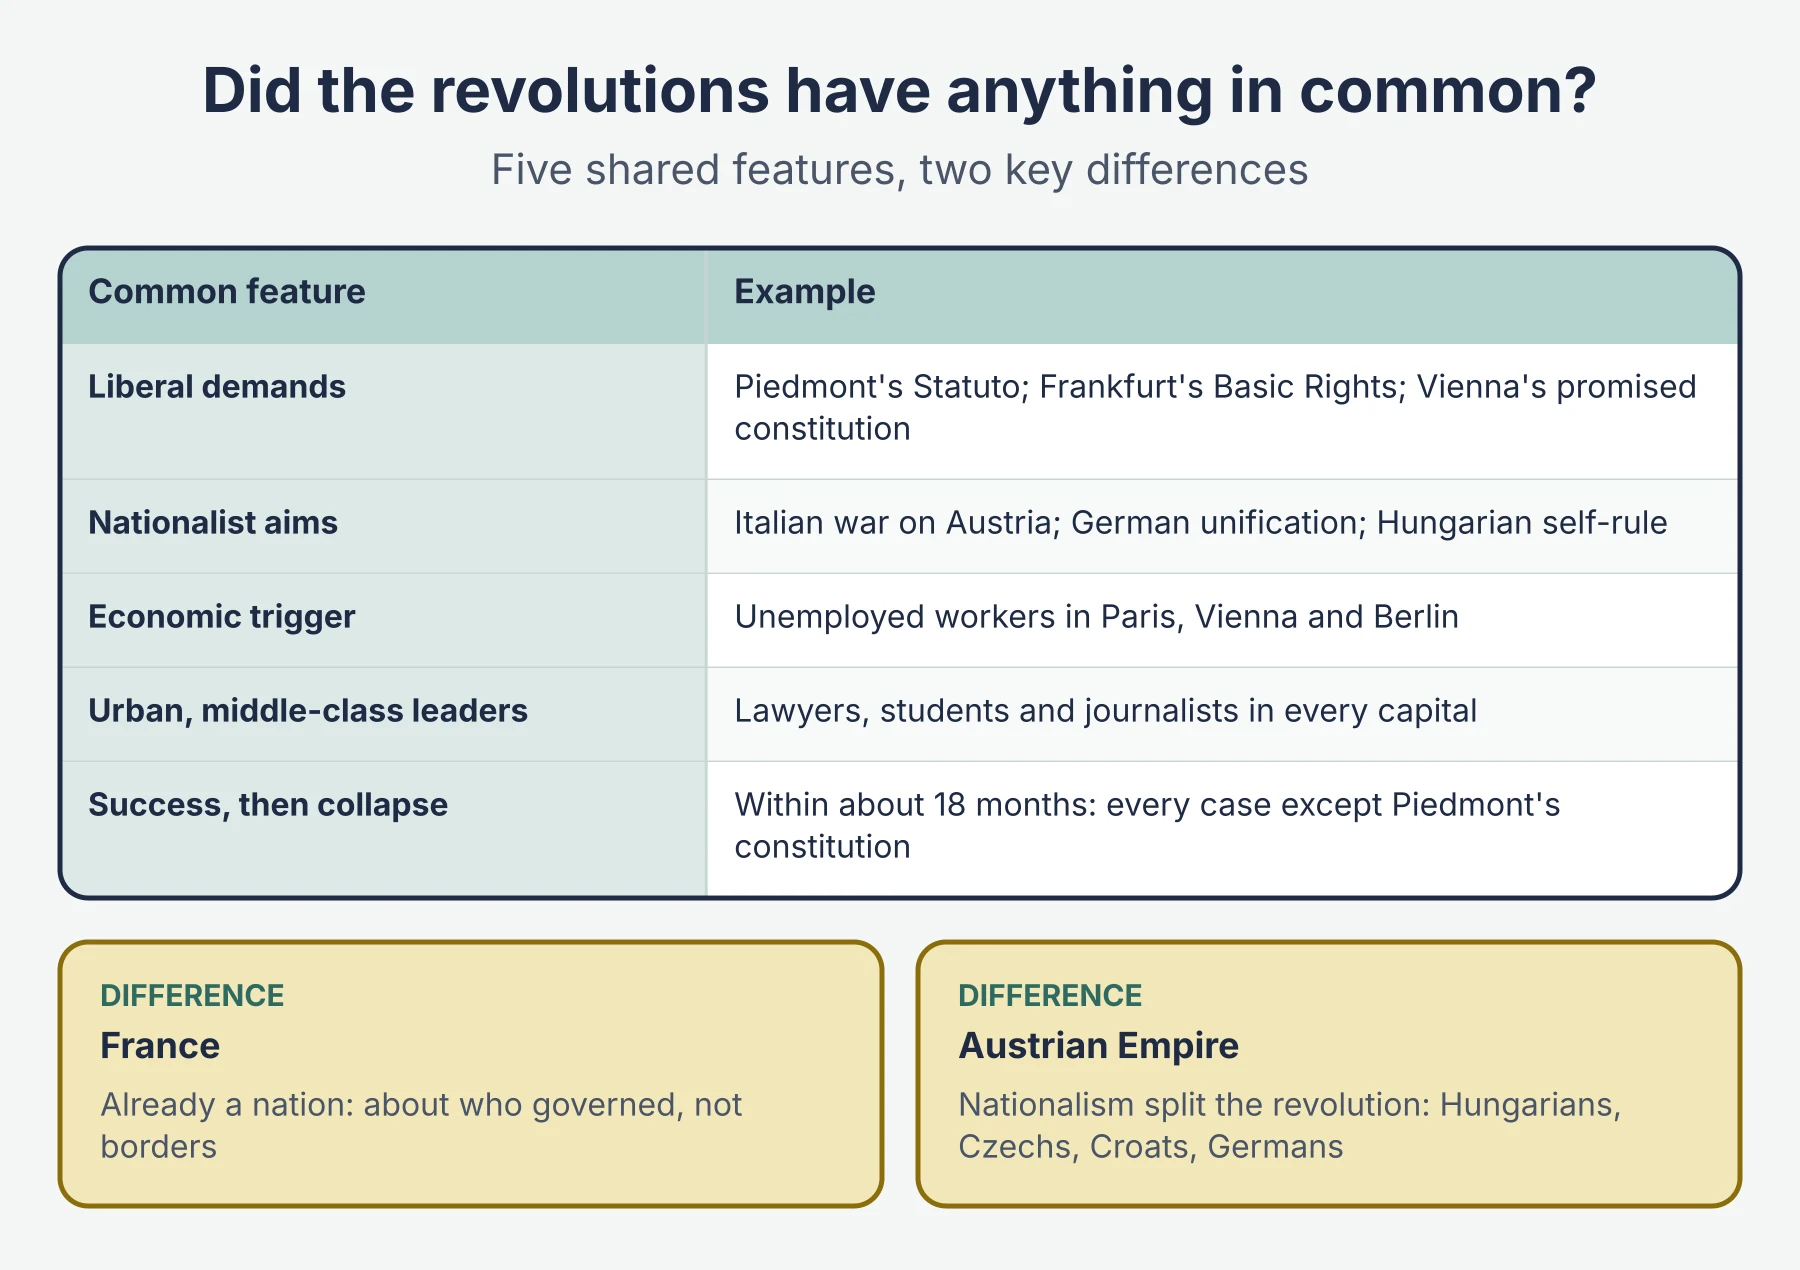 Did the revolutions have anything in common?
Five shared features, two key differences
Common feature
Example
Liberal demands
Piedmont's Statuto; Frankfurt's Basic Rights; Vienna's promised
constitution
Nationalist aims
Italian war on Austria; German unification; Hungarian self-rule
Economic trigger
Unemployed workers in Paris, Vienna and Berlin
Urban, middle-class leaders
Lawyers, students and journalists in every capital
Success, then collapse
Within about 18 months: every case except Piedmont's
constitution
DIFFERENCE
France
Already a nation: about who governed, not
borders
DIFFERENCE
Austrian Empire
Nationalism split the revolution: Hungarians,
Czechs, Croats, Germans